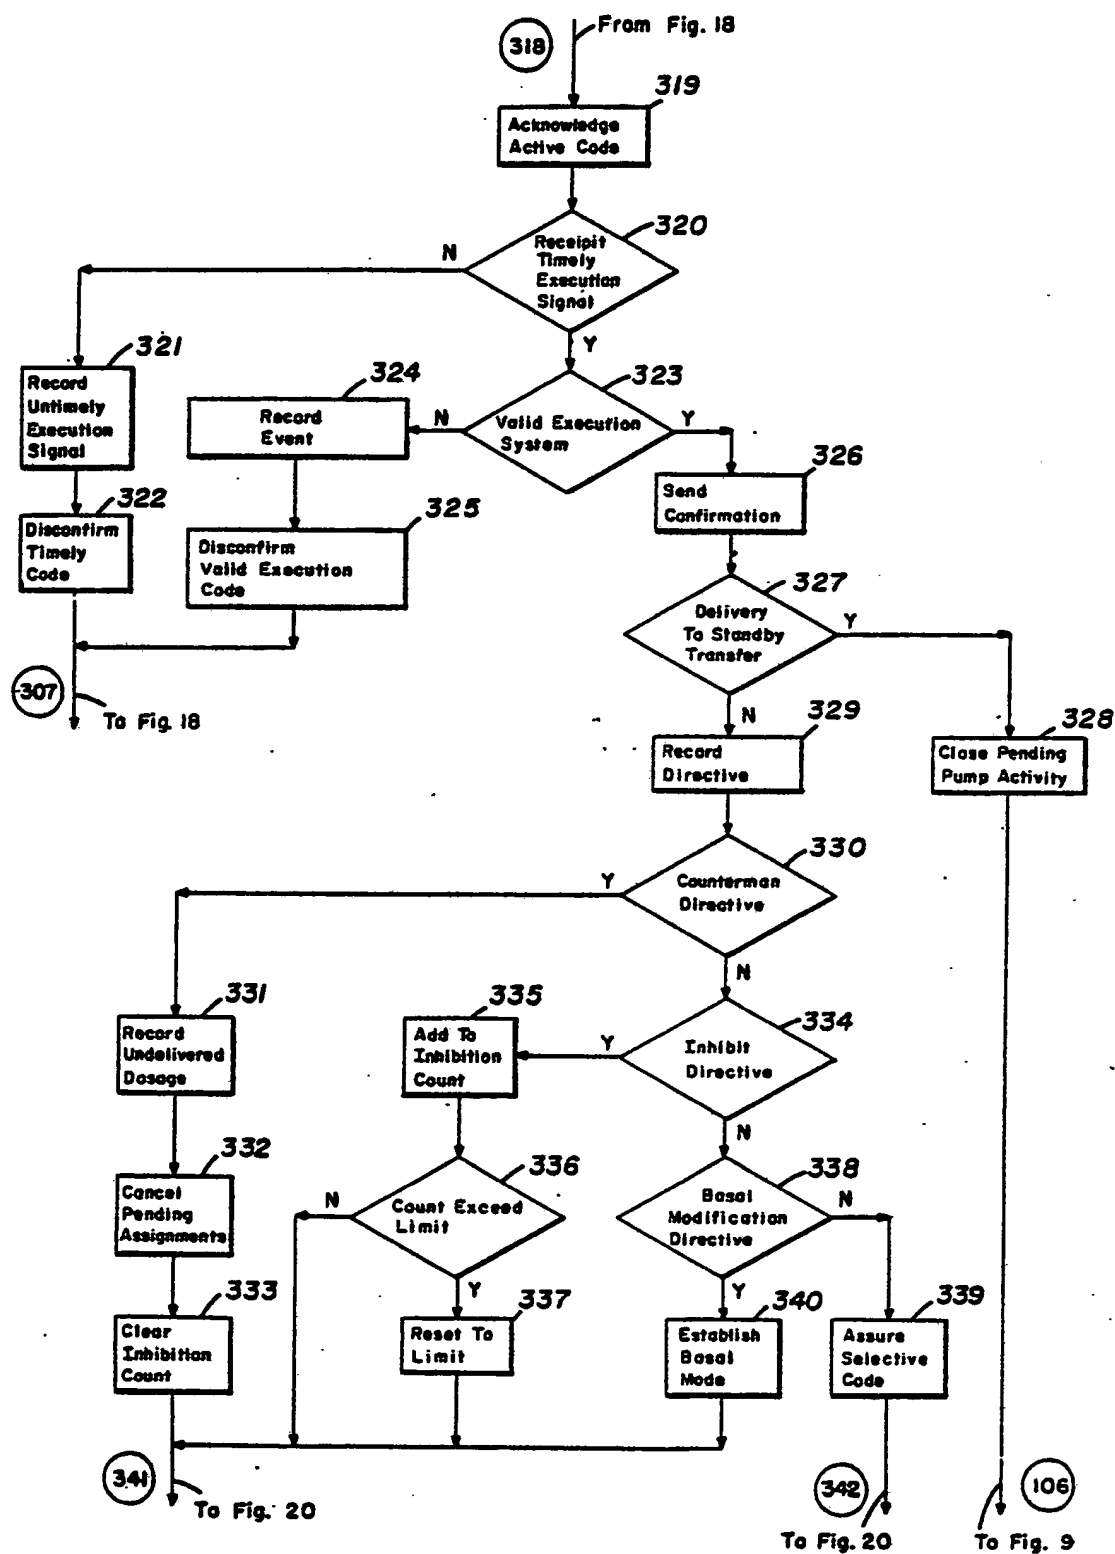 From Fig. 18
318
319
Acknowledge
Active Code
320
Receipit
Timely
Execution
Signal
N
Y
321
Record
Untimely
Execution
Signal
324
Record
Event
N
323
Valid Execution
System
Y
322
Disconfirm
Timely
Code
325
Disconfirm
Valid Execution
Code
326
Send
Confirmation
327
Delivery
To Standby
Transfer
Y
N
307
To Fig. 18
329
Record
Directive
328
Close Pending
Pump Activity
330
Counterman
Directive
Y
N
331
Record
Undelivered
Dosage
335
Add To
Inhibition
Count
334
Inhibit
Directive
Y
N
332
Cancel
Pending
Assignments
336
Count Exceed
Limit
N
Y
338
Basal
Modification
Directive
N
Y
333
Clear
Inhibition
Count
337
Reset To
Limit
340
Establish
Basal
Mode
339
Assure
Selective
Code
341
To Fig. 20
342
To Fig. 20
106
To Fig. 9